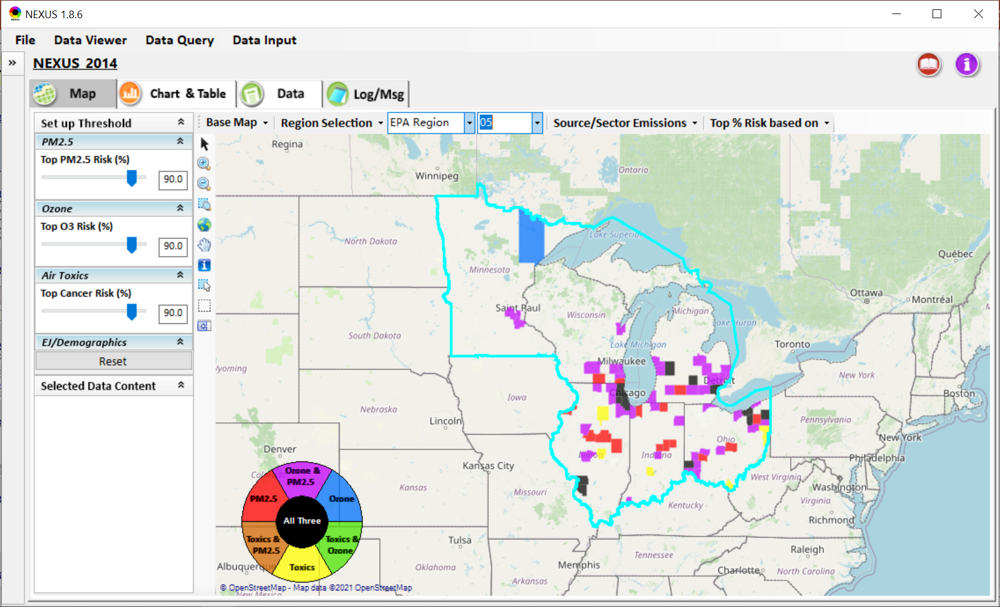 NEXUS 1.8.6
File Data Viewer Data Query Data Input
NEXUS_2014
Map Chart & Table Data Log/Msg
Set up Threshold
Base Map Region Selection EPA Region 05 Source/Sector Emissions Top % Risk based on
PM2.5
Top PM2.5 Risk (%)
90.0
Ozone
Top O3 Risk (%)
90.0
Air Toxics
Top Cancer Risk (%)
90.0
EJ/Demographics
Reset
Selected Data Content
Regina
Winnipeg
Ontario
North Dakota
Lake Superior
Minnesota
Québec
Ottawa
Montréal
Saint Paul
Wisconsin
Michigan
Lake Huron
South Dakota
Lake Michigan
Toronto
Milwaukee
New York
Wyoming
Detroit
Chicago
Boston
Iowa
Nebraska
Lincoln
Pennsylvania
New York
Ohio
Denver
Illinois
Indiana
Philadelphia
Kansas City
Colorado
West Virginia
Kansas
Missouri
Washington
Virginia
Kentucky
Richmond
Ozone &
PM2.5
PM2.5
Ozone
All Three
Toxics &
PM2.5
Toxics &
Ozone
Toxics
Tulsa
Raleigh
Tennessee
Albuquerque
Oklahoma
Memphis
Charlotte
North Carolina
Arkansas
© OpenStreetMap - Map data ©2021 OpenStreetMap
New Mexico